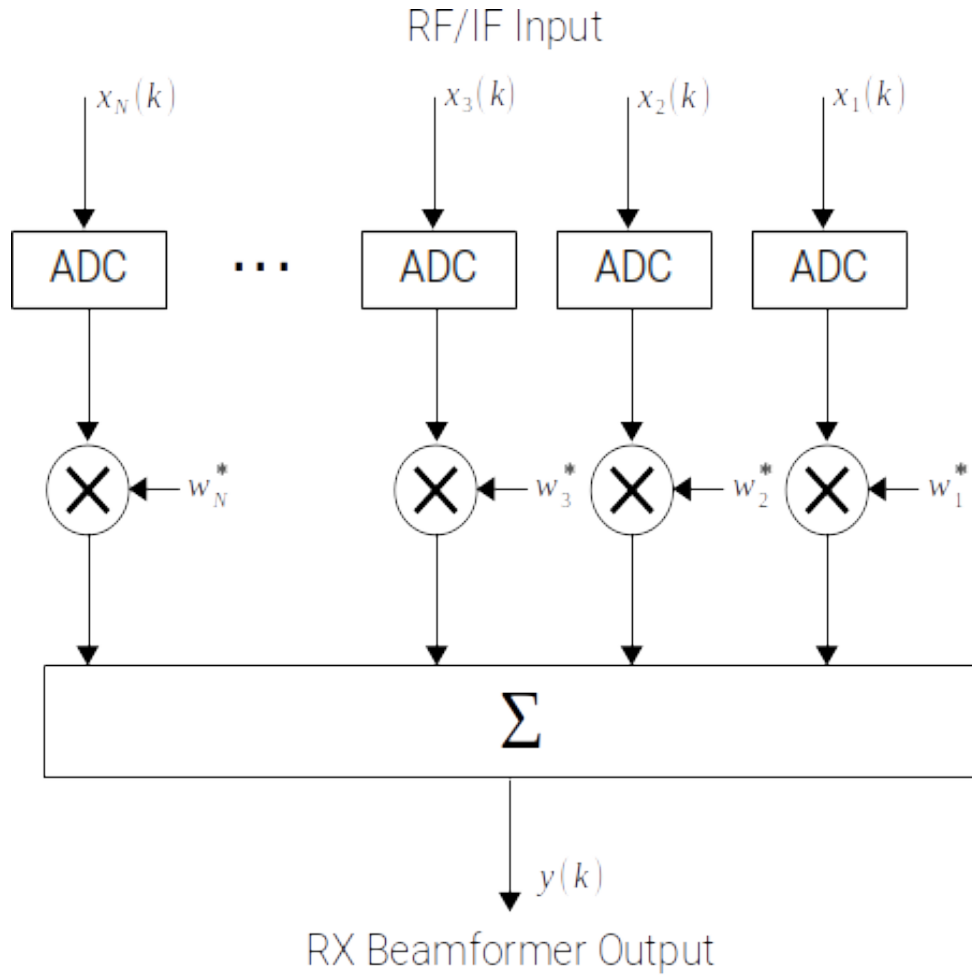 RF/IF Input
x_N(k) x_3(k) x_2(k) x_1(k)
ADC ... ADC ADC ADC
w_N^* w_3^* w_2^* w_1^*
Σ
y(k)
RX Beamformer Output